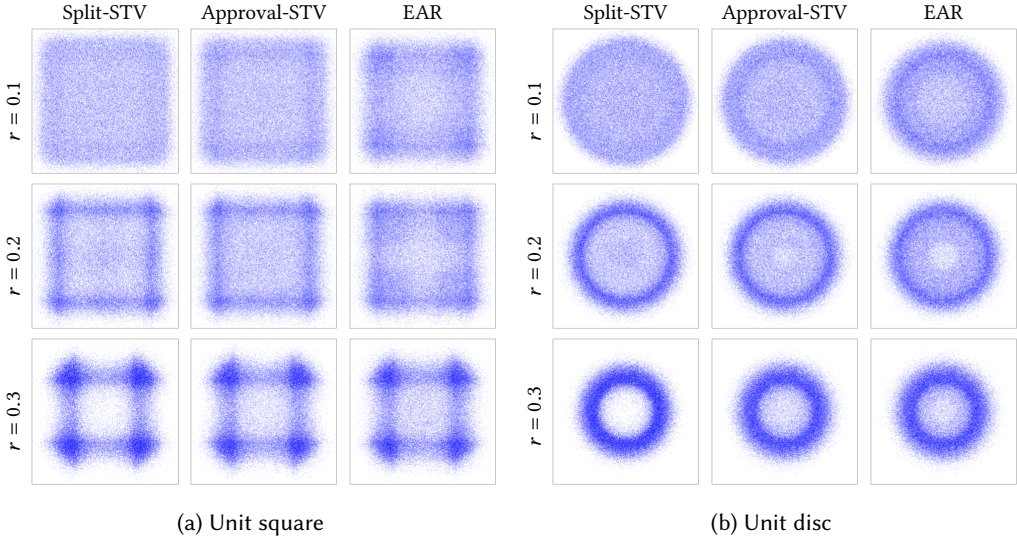 Split-STV Approval-STV EAR
r = 0.1
r = 0.2
r = 0.3
(a) Unit square
Split-STV Approval-STV EAR
r = 0.1
r = 0.2
r = 0.3
(b) Unit disc